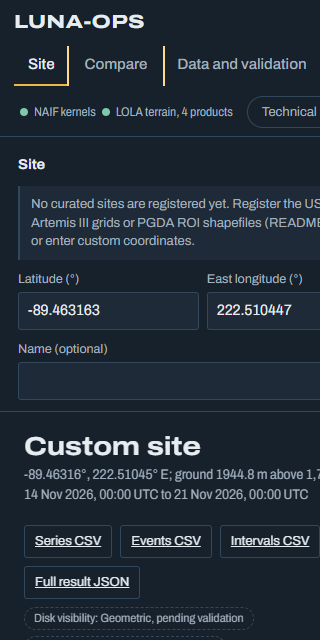 LUNA-OPS
Site Compare Data and validation
NAIF kernels LOLA terrain, 4 products Technical
Site
No curated sites are registered yet. Register the US
Artemis III grids or PGDA ROI shapefiles (README
or enter custom coordinates.
Latitude (°) East longitude (°)
-89.463163 222.510447
Name (optional)
Custom site
-89.46316°, 222.51045° E; ground 1944.8 m above 1,7
14 Nov 2026, 00:00 UTC to 21 Nov 2026, 00:00 UTC
Series CSV Events CSV Intervals CSV
Full result JSON
Disk visibility: Geometric, pending validation